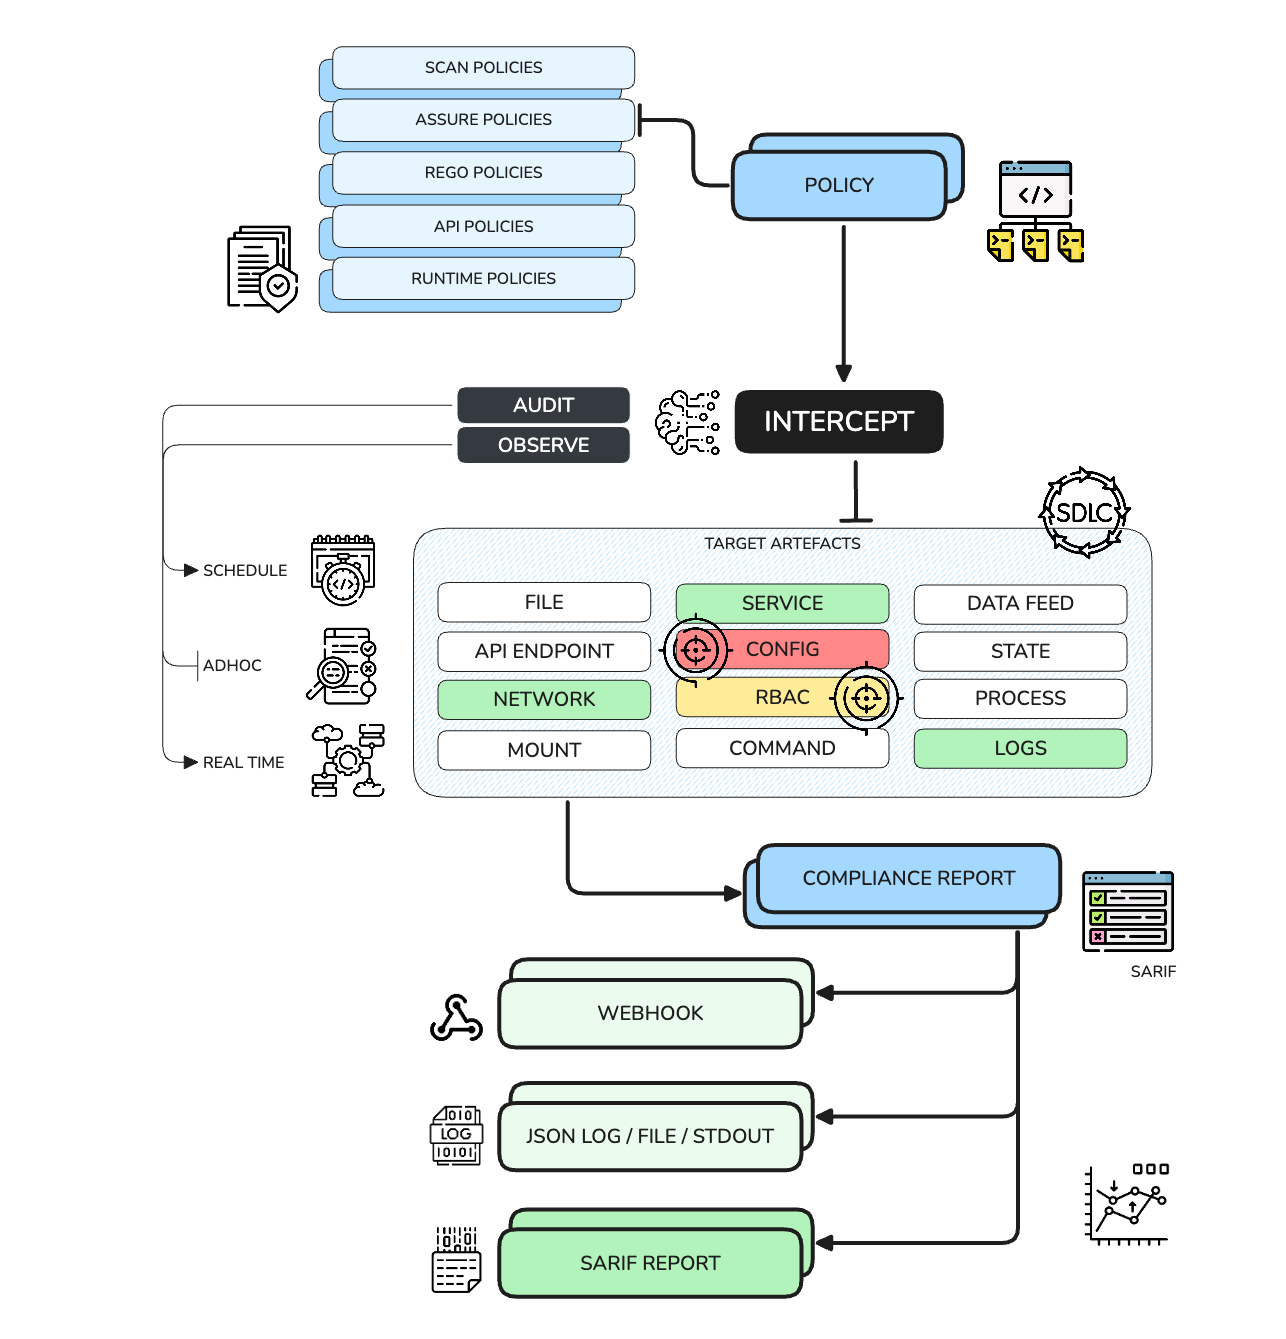 SCAN POLICIES
ASSURE POLICIES
REGO POLICIES
API POLICIES
RUNTIME POLICIES
POLICY
</>
AUDIT
OBSERVE
INTERCEPT
SDLC
SCHEDULE
</>
ADHOC
REAL TIME
TARGET ARTEFACTS
FILE
SERVICE
DATA FEED
API ENDPOINT
CONFIG
STATE
NETWORK
RBAC
PROCESS
MOUNT
COMMAND
LOGS
COMPLIANCE REPORT
SARIF
WEBHOOK
010
LOG
10101
JSON LOG / FILE / STDOUT
SARIF REPORT